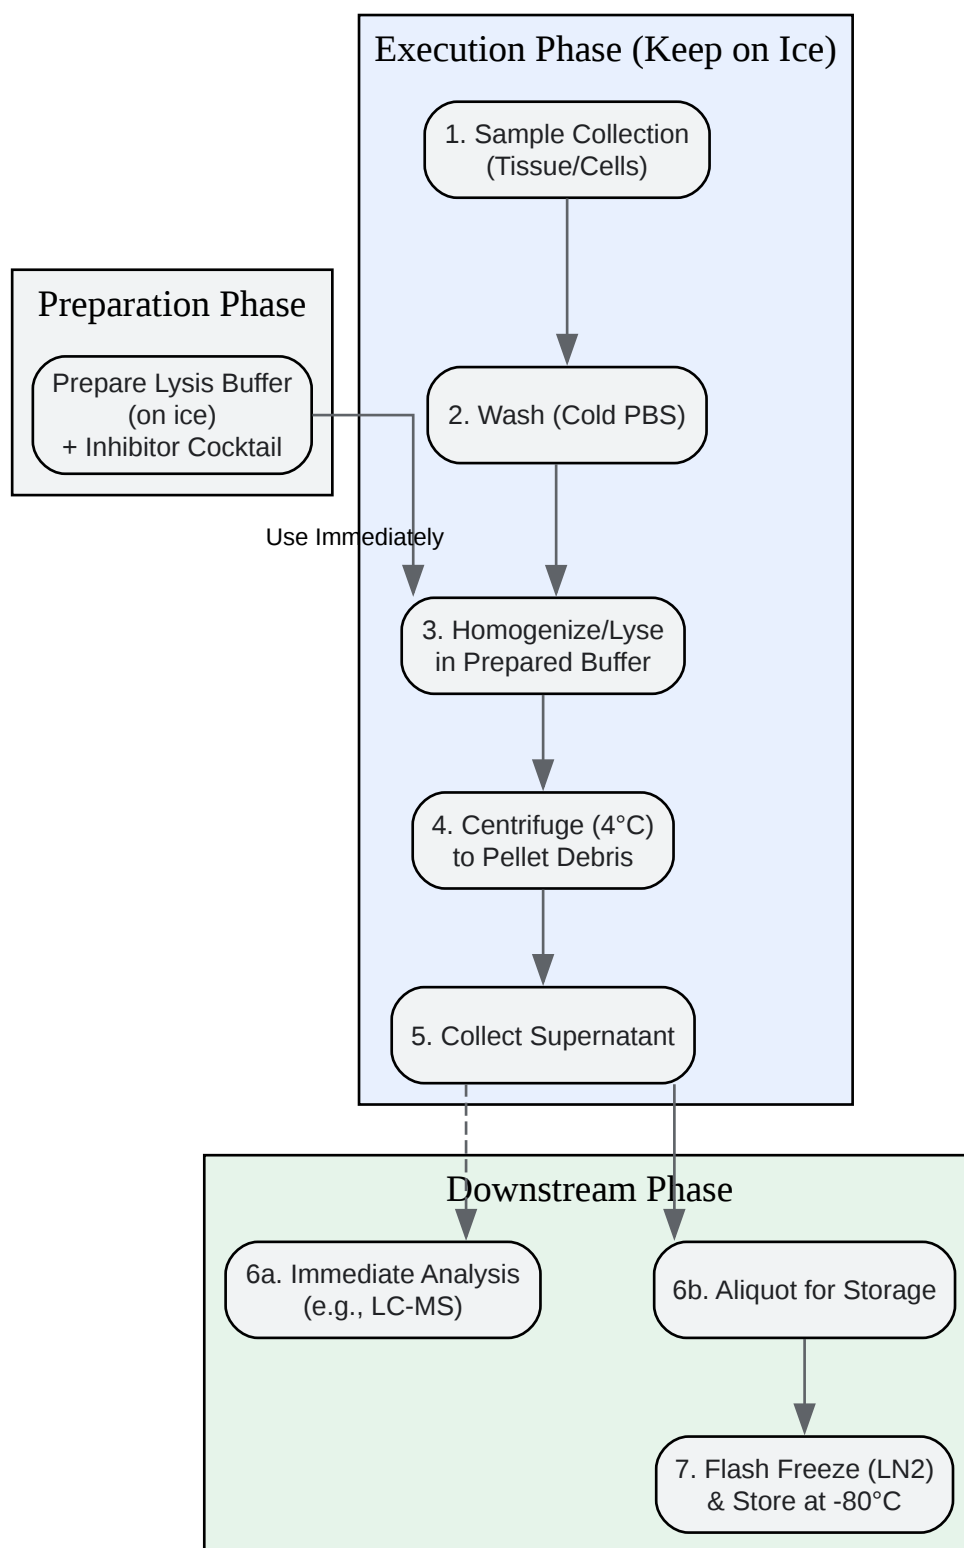 Execution Phase (Keep on Ice)
1. Sample Collection
(Tissue/Cells)
Preparation Phase
Prepare Lysis Buffer
(on ice)
+ Inhibitor Cocktail
2. Wash (Cold PBS)
Use Immediately
3. Homogenize/Lyse
in Prepared Buffer
4. Centrifuge (4°C)
to Pellet Debris
5. Collect Supernatant
Downstream Phase
6a. Immediate Analysis
(e.g., LC-MS)
6b. Aliquot for Storage
7. Flash Freeze (LN2)
& Store at -80°C